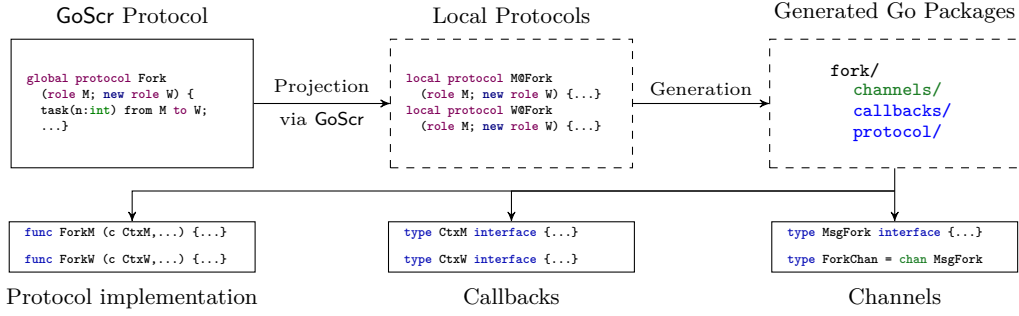 GoScr Protocol
global protocol Fork
(role M; new role W) {
task(n:int) from M to W;
...}
Projection
via GoScr
Local Protocols
local protocol M@Fork
(role M; new role W) {...}
local protocol W@Fork
(role M; new role W) {...}
Generation
Generated Go Packages
fork/
channels/
callbacks/
protocol/
func ForkM (c CtxM,...) {...}
func ForkW (c CtxW,...) {...}
Protocol implementation
type CtxM interface {...}
type CtxW interface {...}
Callbacks
type MsgFork interface {...}
type ForkChan = chan MsgFork
Channels